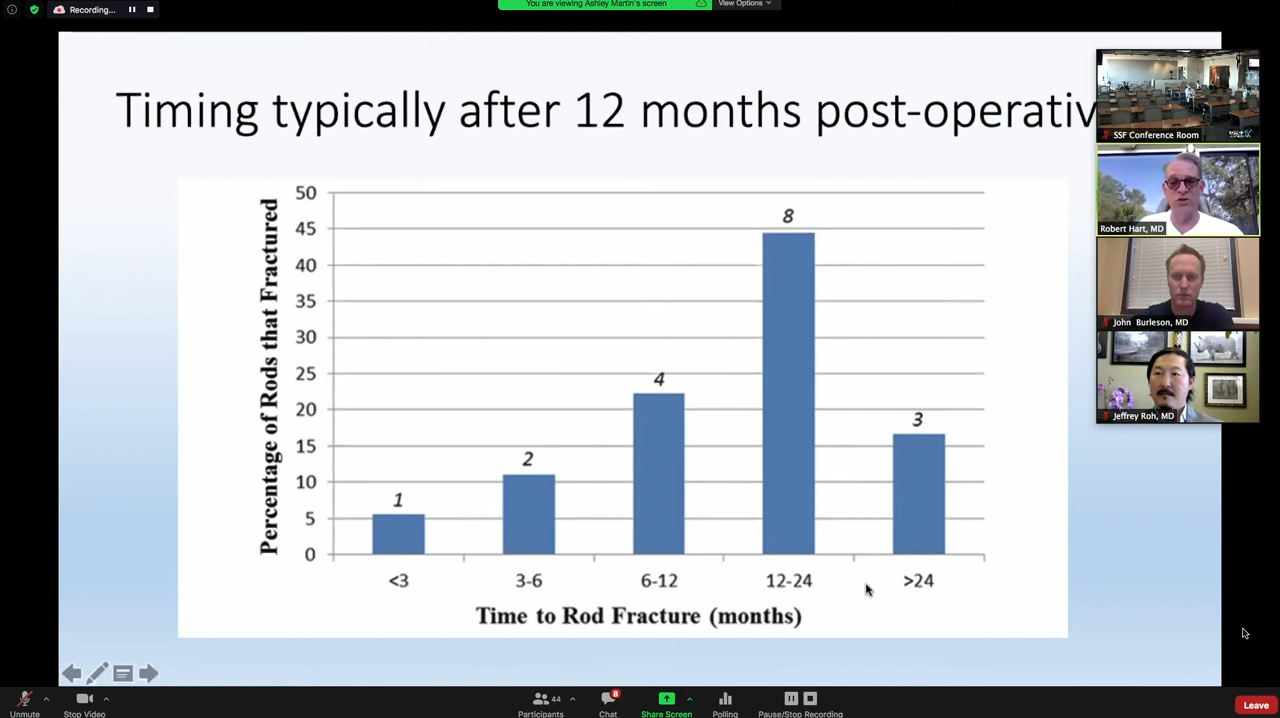 Recording...
You are viewing Ashley Martin's screen
View Options
Timing typically after 12 months post-operativ
Percentage of Rods that Fractured
50
45
40
35
30
25
20
15
10
5
0
1
2
4
8
3
<3
3-6
6-12
12-24
>24
Time to Rod Fracture (months)
SSF Conference Room
Robert Hart, MD
John Burleson, MD
Jeffrey Roh, MD
Unmute
Stop Video
44
Participants
8
Chat
Share Screen
Polling
Pause/Stop Recording
Leave